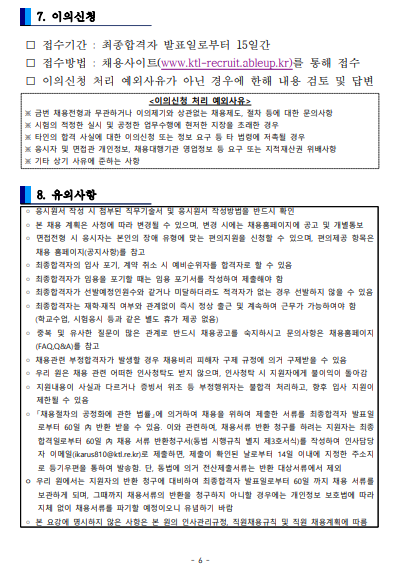 7. 이의신청
□ 접수기간 : 최종합격자 발표일로부터 15일간
□ 접수방법 : 채용사이트(www.ktl-recruit.ableup.kr)를 통해 접수
□ 이의신청 처리 예외사유가 아닌 경우에 한해 내용 검토 및 답변
<이의신청 처리 예외사유>
※ 금번 채용전형과 무관하거나 이의제기와 상관없는 채용제도, 절차 등에 대한 문의사항
※ 시험의 적정한 실시 및 공정한 업무수행에 현저한 지장을 초래한 경우
※ 타인의 합격 사실에 대한 이의신청 또는 정보 요구 등 타 법령에 저촉될 경우
※ 응시자 및 면접관 개인정보, 채용대행기관 영업정보 등 요구 또는 지적재산권 위배사항
※ 기타 상기 사유에 준하는 사항
8. 유의사항
○ 응시원서 작성 시 첨부된 직무기술서 및 응시원서 작성방법을 반드시 확인
○ 본 채용 계획은 사정에 따라 변경될 수 있으며, 변경 시에는 채용홈페이지에 공고 및 개별통보
○ 면접전형 시 응시자는 본인의 장애 유형에 맞는 편의지원을 신청할 수 있으며, 편의제공 항목은
채용 홈페이지(공지사항)를 참고
○ 최종합격자의 입사 포기, 계약 취소 시 예비순위자를 합격자로 할 수 있음
○ 최종합격자가 임용을 포기할 때는 임용 포기서를 작성하여 제출해야 함
○ 최종합격자가 선발예정인원수와 같거나 미달하더라도 적격자가 없는 경우 선발하지 않을 수 있음
○ 최종합격자는 재학·재직 여부와 관계없이 즉시 정상 출근 및 계속하여 근무가 가능하여야 함
(학교수업, 시험응시 등과 같은 별도 휴가 제공 없음)
○ 중복 및 유사한 질문이 많은 관계로 반드시 채용공고를 숙지하시고 문의사항은 채용홈페이지
(FAQ,Q&A)를 참고
○ 채용관련 부정합격자가 발생할 경우 채용비리 피해자 구제 규정에 의거 구제받을 수 있음
○ 우리 원은 채용 관련 어떠한 인사청탁도 받지 않으며, 인사청탁 시 지원자에게 불이익이 돌아감
○ 지원내용이 사실과 다르거나 증빙서 위조 등 부정행위자는 불합격 처리하고, 향후 입사 지원이
제한될 수 있음
○ 「채용절차의 공정화에 관한 법률」에 의거하여 채용을 위하여 제출한 서류를 최종합격자 발표일
로부터 60일 內 반환 받을 수 있음. 이와 관련하여, 채용서류 반환 청구를 하려는 지원자는 최종
합격일로부터 60일 內 채용 서류 반환청구서(동법 시행규칙 별지 제3호서식)를 작성하여 인사담당
자 이메일(ikarus810@ktl.re.kr)로 제출하면, 제출이 확인된 날로부터 14일 이내에 지정한 주소지
로 등기우편을 통하여 발송함. 단, 동법에 의거 전산제출서류는 반환 대상서류에서 제외
○ 우리 원에서는 지원자의 반환 청구에 대비하여 최종합격자 발표일로부터 60일 까지 채용 서류를
보관하게 되며, 그때까지 채용서류의 반환을 청구하지 아니할 경우에는 개인정보 보호법에 따라
지체 없이 채용서류를 파기할 예정이오니 유념하기 바람
○ 본 요강에 명시하지 않은 사항은 본 원의 인사관리규정, 직원채용규칙 및 직원 채용계획에 따름
- 6 -